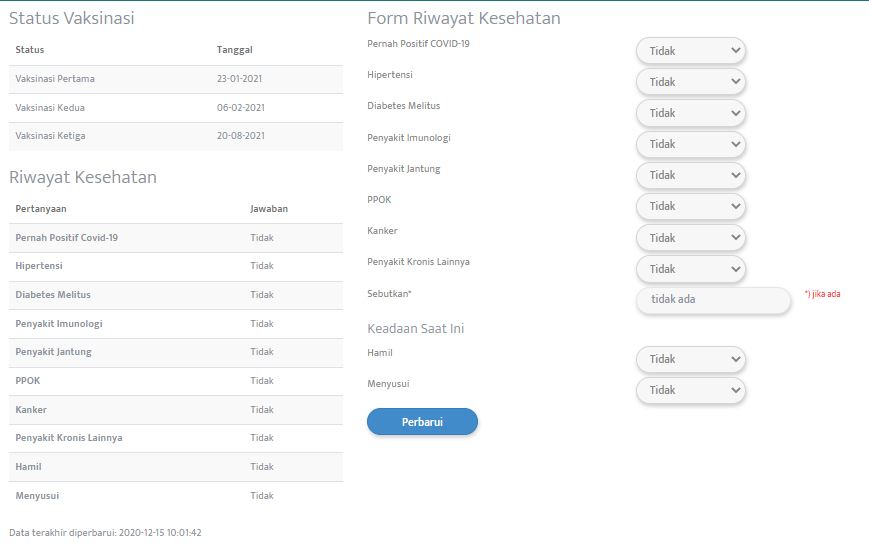 Status Vaksinasi
Status Tanggal
Vaksinasi Pertama 23-01-2021
Vaksinasi Kedua 06-02-2021
Vaksinasi Ketiga 20-08-2021
Riwayat Kesehatan
Pertanyaan Jawaban
Pernah Positif Covid-19 Tidak
Hipertensi Tidak
Diabetes Melitus Tidak
Penyakit Imunologi Tidak
Penyakit Jantung Tidak
PPOK Tidak
Kanker Tidak
Penyakit Kronis Lainnya Tidak
Hamil Tidak
Menyusui Tidak
Data terakhir diperbarui: 2020-12-15 10:01:42
Form Riwayat Kesehatan
Pernah Positif COVID-19 Tidak
Hipertensi Tidak
Diabetes Melitus Tidak
Penyakit Imunologi Tidak
Penyakit Jantung Tidak
PPOK Tidak
Kanker Tidak
Penyakit Kronis Lainnya Tidak
Sebutkan* tidak ada *) jika ada
Keadaan Saat Ini
Hamil Tidak
Menyusui Tidak
Perbarui